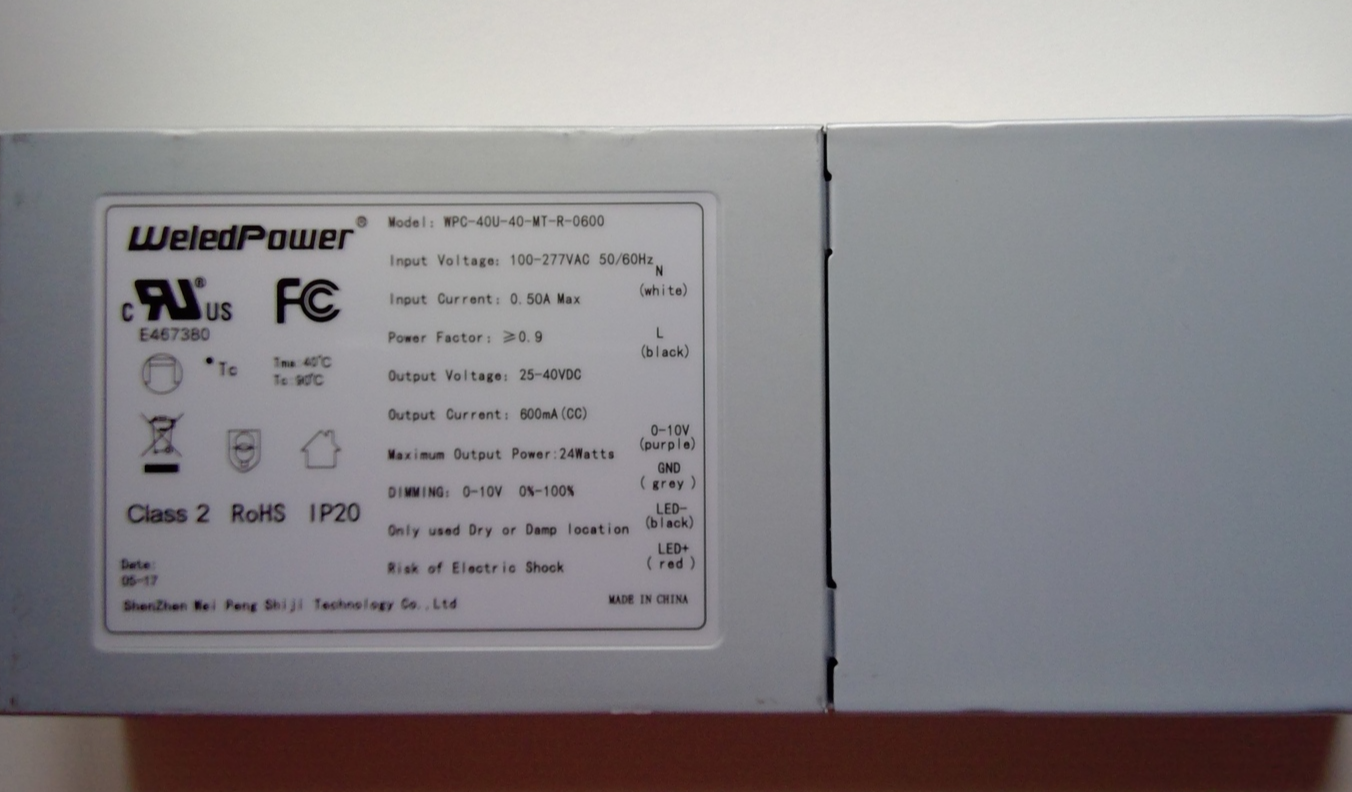 WeledPower®
Model: WPC-40U-40-MT-R-0600
Input Voltage: 100-277VAC 50/60Hz
N
(white)
Input Current: 0.50A Max
Power Factor: ≥0.9
L
(black)
Output Voltage: 25-40VDC
Output Current: 600mA(CC)
Maximum Output Power:24Watts
0-10V
(purple)
DIMMING: 0-10V 0%-100%
GND
( grey )
Only used Dry or Damp location
LED-
(black)
Risk of Electric Shock
LED+
( red )
c RU® US
FC
E467380
Tc
Tma:40℃
Tc:90℃
Class 2 RoHS IP20
Date:
05-17
ShenZhen Wei Peng Shiji Technology Co.,Ltd
MADE IN CHINA